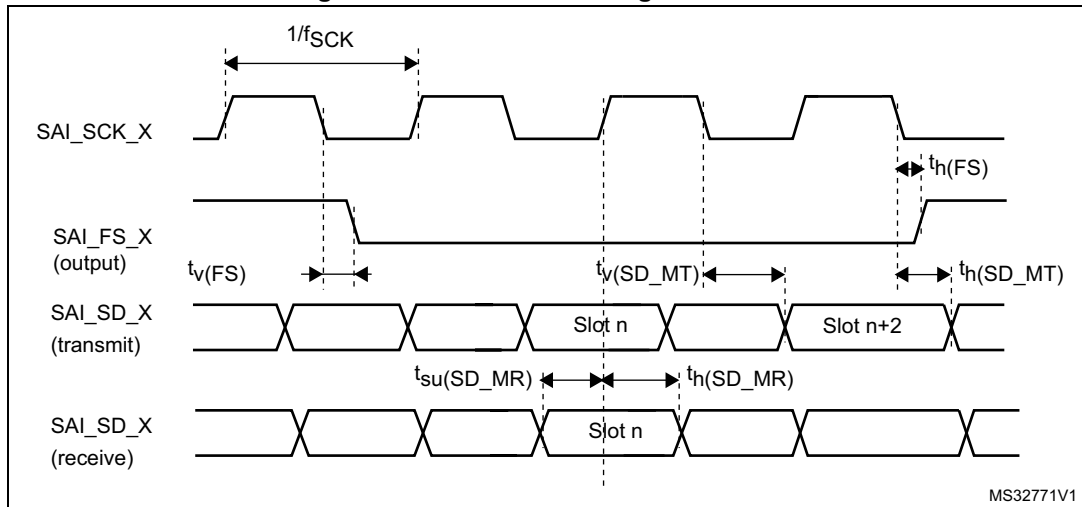 1/fSCK
SAI_SCK_X
th(FS)
SAI_FS_X
(output)
tv(FS)
tv(SD_MT)
th(SD_MT)
SAI_SD_X
(transmit)
Slot n
Slot n+2
tsu(SD_MR)
th(SD_MR)
SAI_SD_X
(receive)
Slot n
MS32771V1